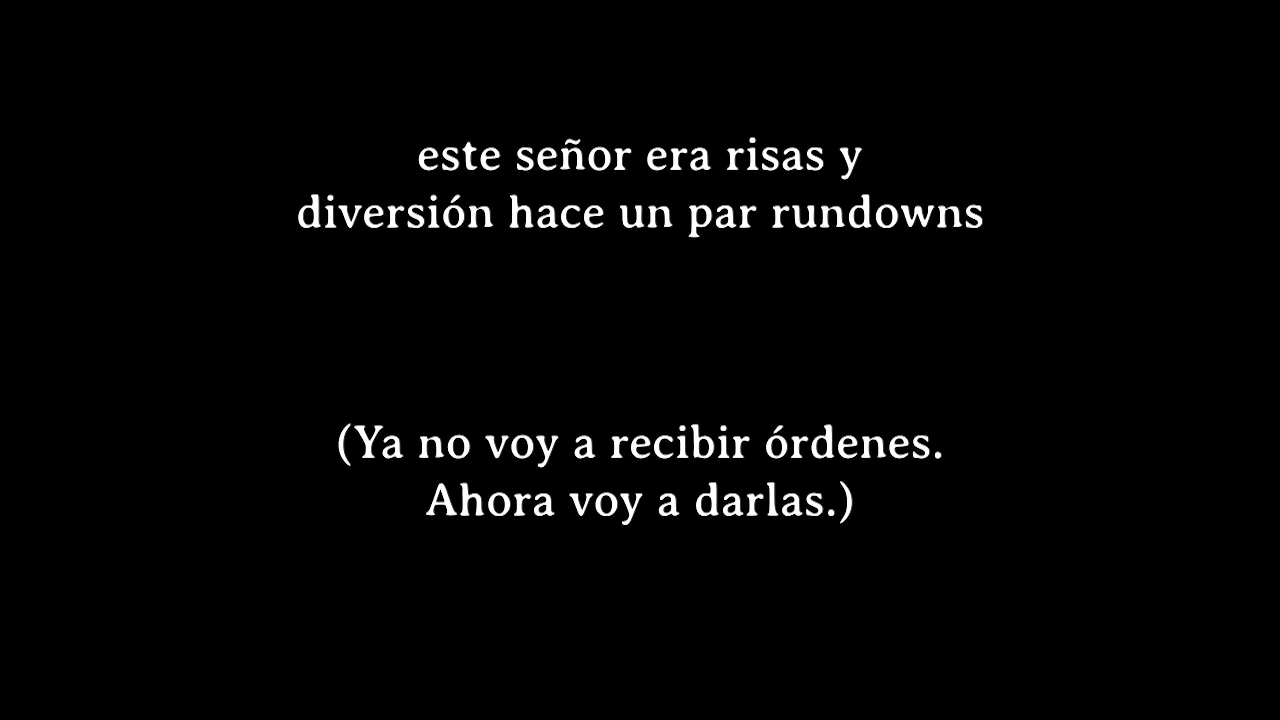 este señor era risas y
diversión hace un par rundowns
(Ya no voy a recibir órdenes.
Ahora voy a darlas.)